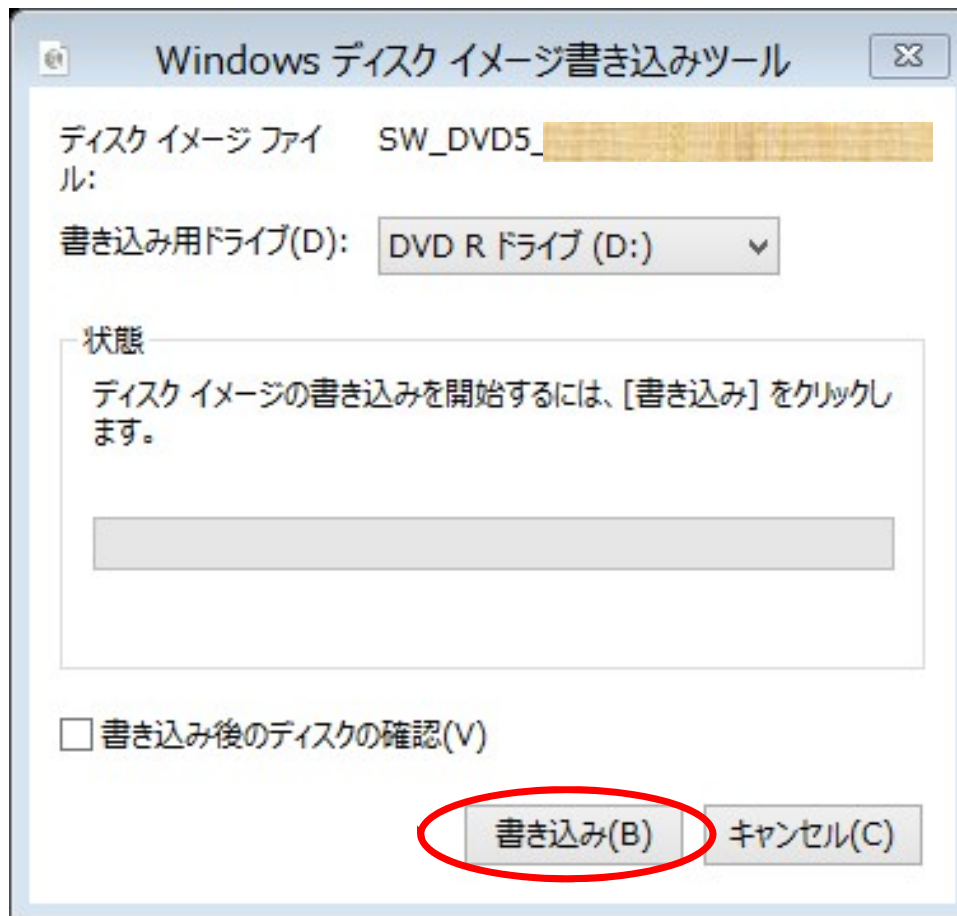 Windows ディスク イメージ書き込みツール
ディスク イメージ ファイ
ル:
SW_DVD5_
書き込み用ドライブ(D):
DVD R ドライブ (D:)
状態
ディスク イメージの書き込みを開始するには、[書き込み] をクリックし
ます。
書き込み後のディスクの確認(V)
書き込み(B)
キャンセル(C)